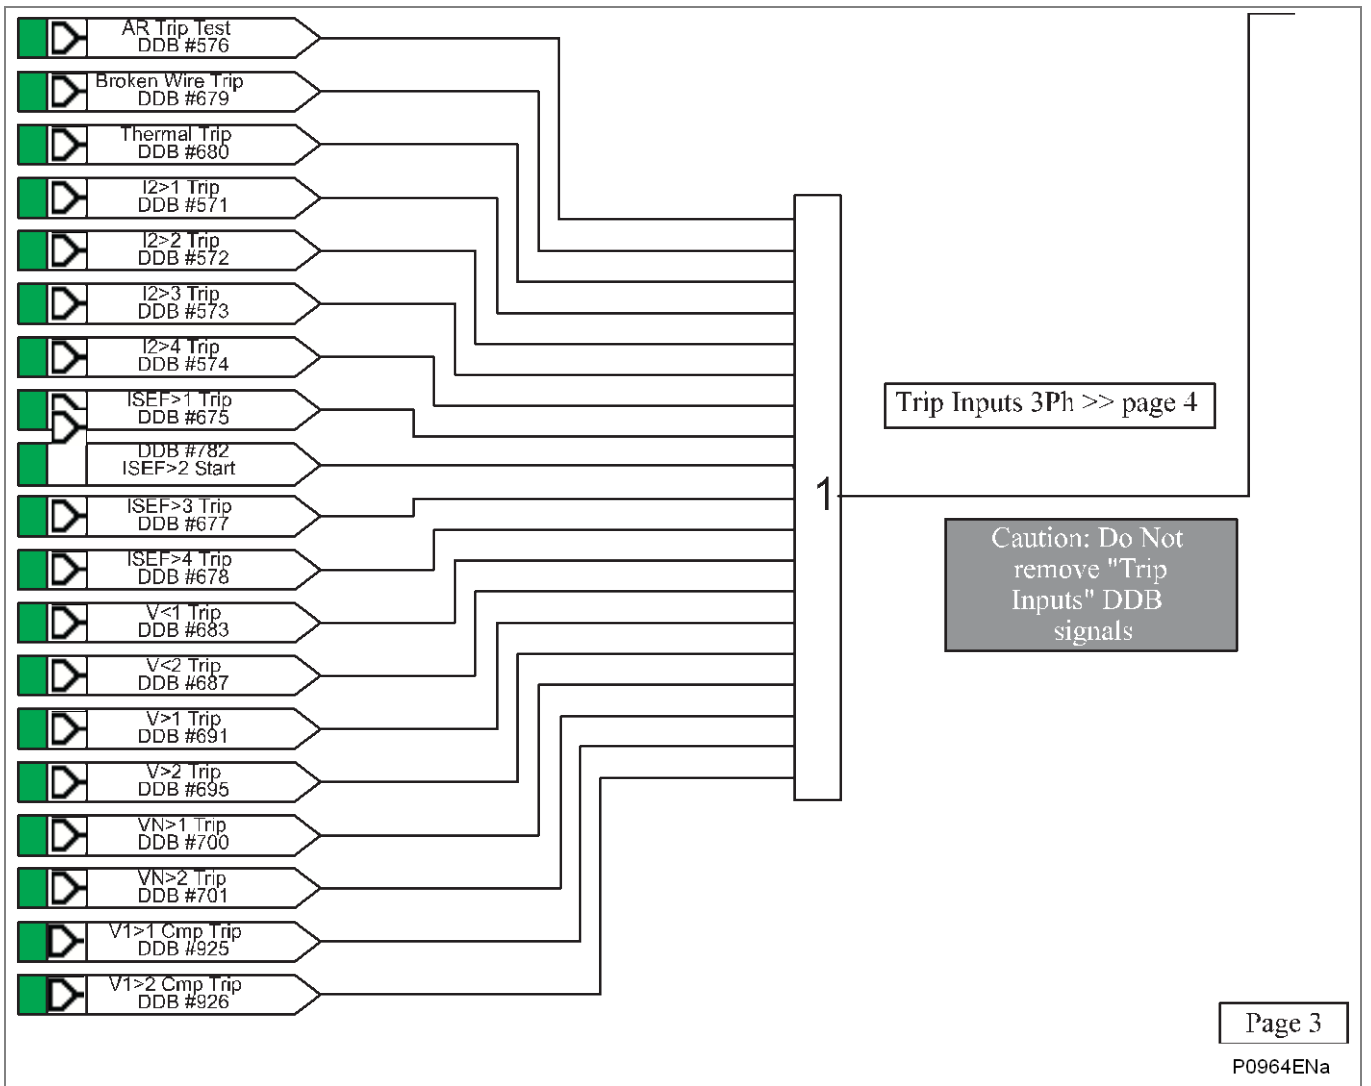 AR Trip Test
DDB #576
Broken Wire Trip
DDB #679
Thermal Trip
DDB #680
I2>1 Trip
DDB #571
I2>2 Trip
DDB #572
I2>3 Trip
DDB #573
I2>4 Trip
DDB #574
ISEF>1 Trip
DDB #675
DDB #782
ISEF>2 Start
ISEF>3 Trip
DDB #677
ISEF>4 Trip
DDB #678
V<1 Trip
DDB #683
V<2 Trip
DDB #687
V>1 Trip
DDB #691
V>2 Trip
DDB #695
VN>1 Trip
DDB #700
VN>2 Trip
DDB #701
V1>1 Cmp Trip
DDB #925
V1>2 Cmp Trip
DDB #926
1
Trip Inputs 3Ph >> page 4
Caution: Do Not
remove "Trip
Inputs" DDB
signals
Page 3
P0964ENa